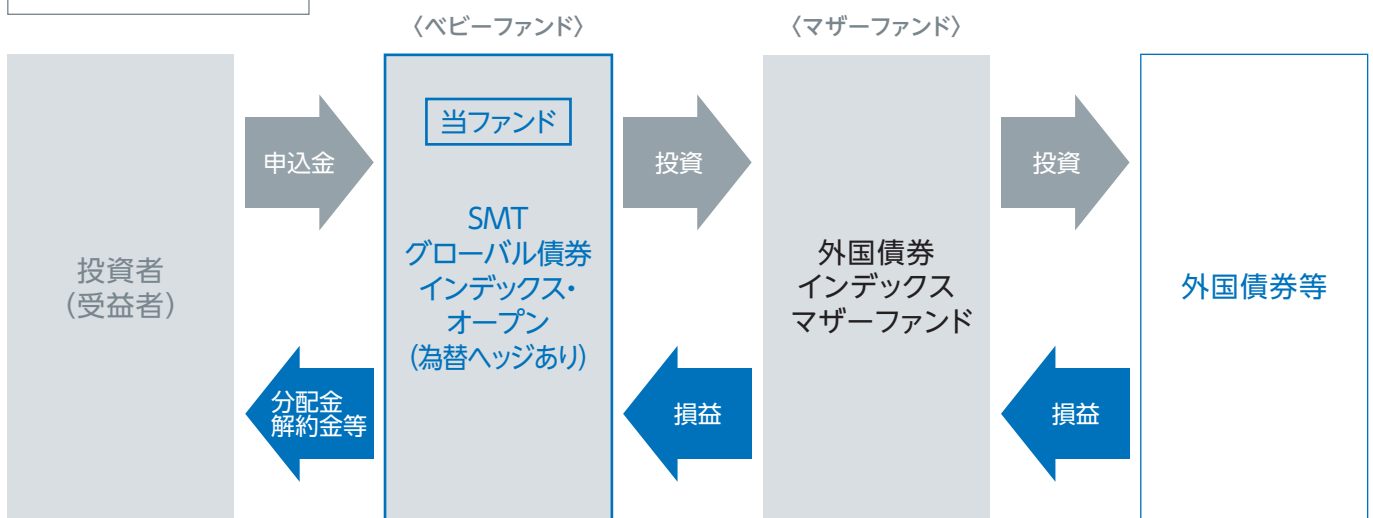 〈ベビーファンド〉
〈マザーファンド〉
投資者
(受益者)
申込金
分配金
解約金等
当ファンド
SMT
グローバル債券
インデックス・
オープン
(為替ヘッジあり)
投資
損益
外国債券
インデックス
マザーファンド
投資
損益
外国債券等